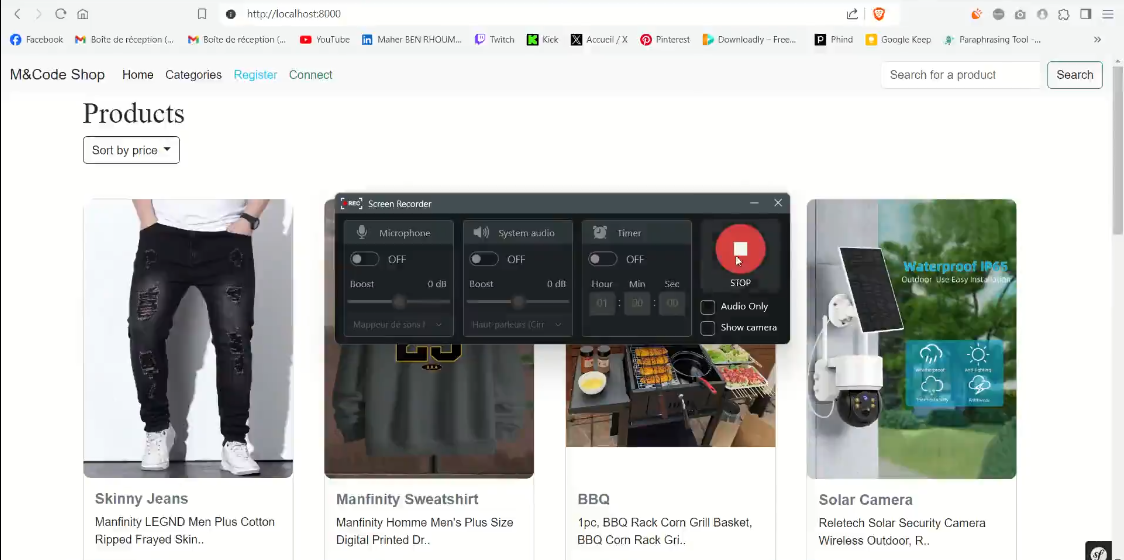 http://localhost:8000
Facebook
Boîte de réception (...
Boîte de réception (...
YouTube
Maher BEN RHOUM...
Twitch
Kick
Accueil / X
Pinterest
Downloadly – Free...
Phind
Google Keep
Paraphrasing Tool -...
M&Code Shop
Home
Categories
Register
Connect
Search for a product
Search
Products
Sort by price
REC
Screen Recorder
Microphone
System audio
Timer
OFF
OFF
OFF
STOP
Boost
0 dB
Boost
0 dB
Hour
Min
Sec
01
:
00
:
00
Audio Only
Mappeur de sons
Haut-parleurs (Cirr
Show camera
Waterproof IP65
Outdoor Use Easy Installation
Skinny Jeans
Manfinity LEGND Men Plus Cotton
Ripped Frayed Skin..
Manfinity Sweatshirt
Manfinity Homme Men's Plus Size
Digital Printed Dr..
BBQ
1pc, BBQ Rack Corn Grill Basket,
BBQ Corn Rack Gri..
Solar Camera
Reletech Solar Security Camera
Wireless Outdoor, R..
sf